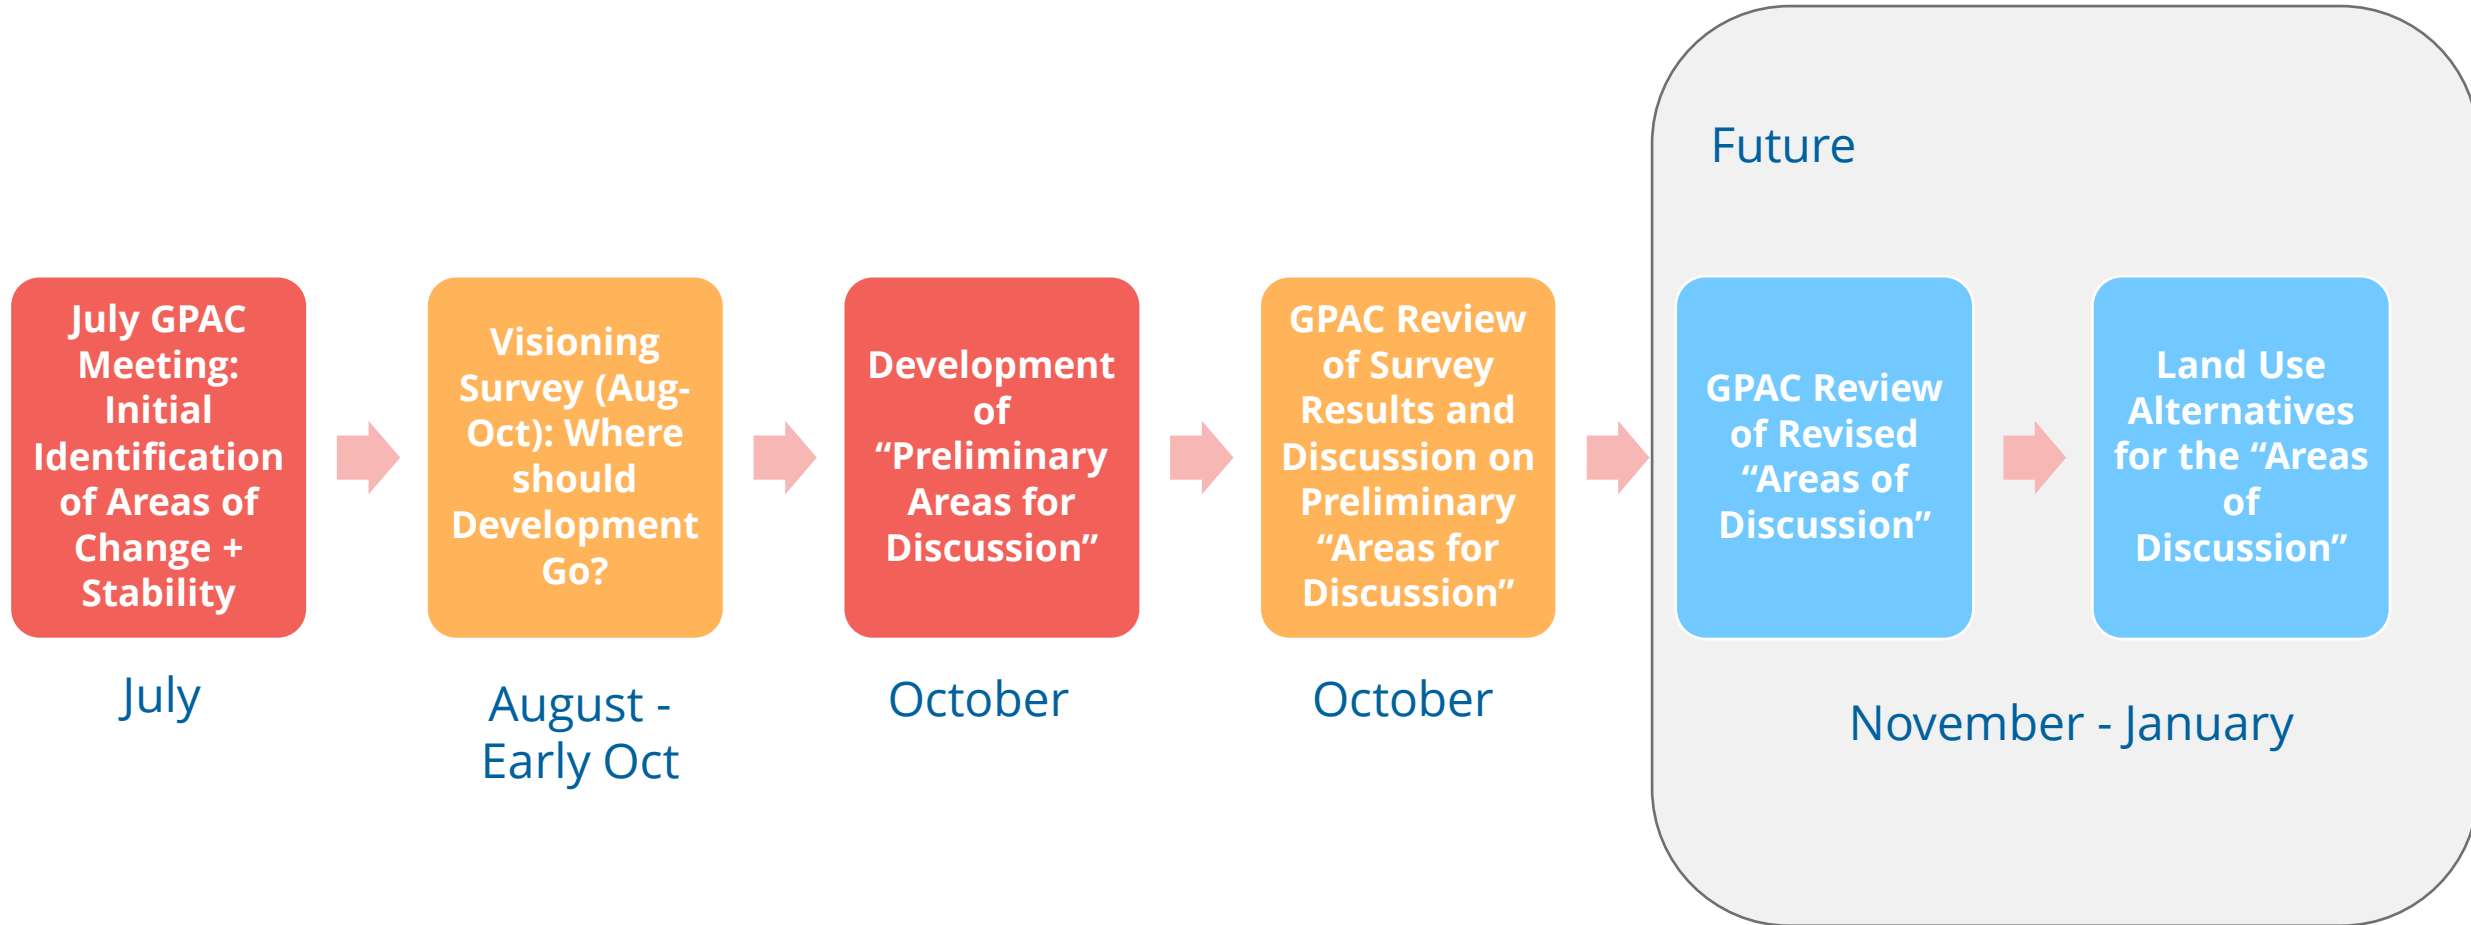 July GPAC
Meeting:
Initial
Identification
of Areas of
Change +
Stability
July
Visioning
Survey (Aug-
Oct): Where
should
Development
Go?
August -
Early Oct
Development
of
“Preliminary
Areas for
Discussion”
October
GPAC Review
of Survey
Results and
Discussion on
Preliminary
“Areas for
Discussion”
October
Future
GPAC Review
of Revised
“Areas of
Discussion”
Land Use
Alternatives
for the “Areas
of
Discussion”
November - January